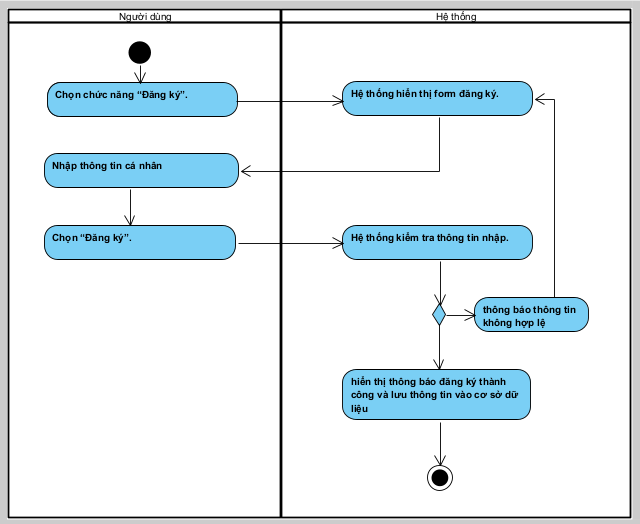 Người dùng
Hệ thống
Chọn chức năng “Đăng ký”.
Hệ thống hiển thị form đăng ký.
Nhập thông tin cá nhân
Chọn “Đăng ký”.
Hệ thống kiểm tra thông tin nhập.
thông báo thông tin
không hợp lệ
hiển thị thông báo đăng ký thành
công và lưu thông tin vào cơ sở dữ
liệu